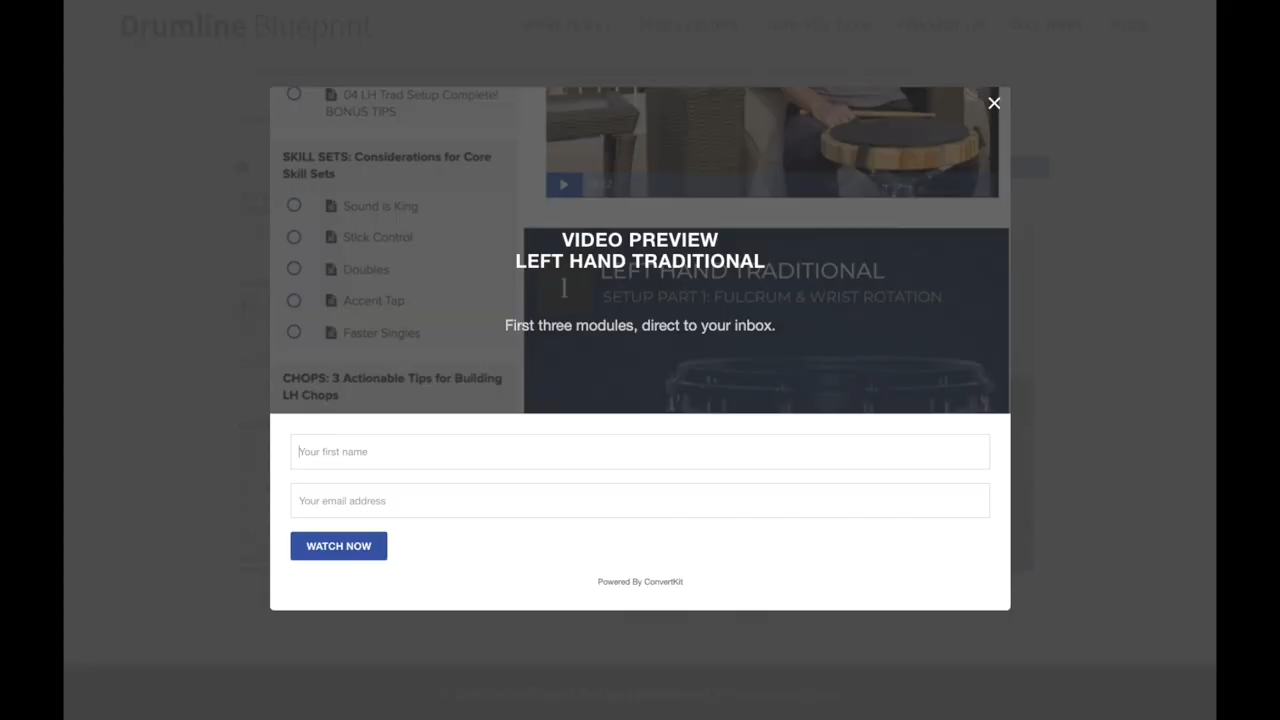 Drumline Blueprint
04 LH Trad Setup Complete!
BONUS TIPS
SKILL SETS: Considerations for Core
Skill Sets
Sound is King
Stick Control
Doubles
Accent Tap
Faster Singles
CHOPS: 3 Actionable Tips for Building
LH Chops
VIDEO PREVIEW
LEFT HAND TRADITIONAL
1
LEFT HAND TRADITIONAL
SETUP PART 1: FULCRUM & WRIST ROTATION
First three modules, direct to your inbox.
Your first name
Your email address
WATCH NOW
Powered By ConvertKit